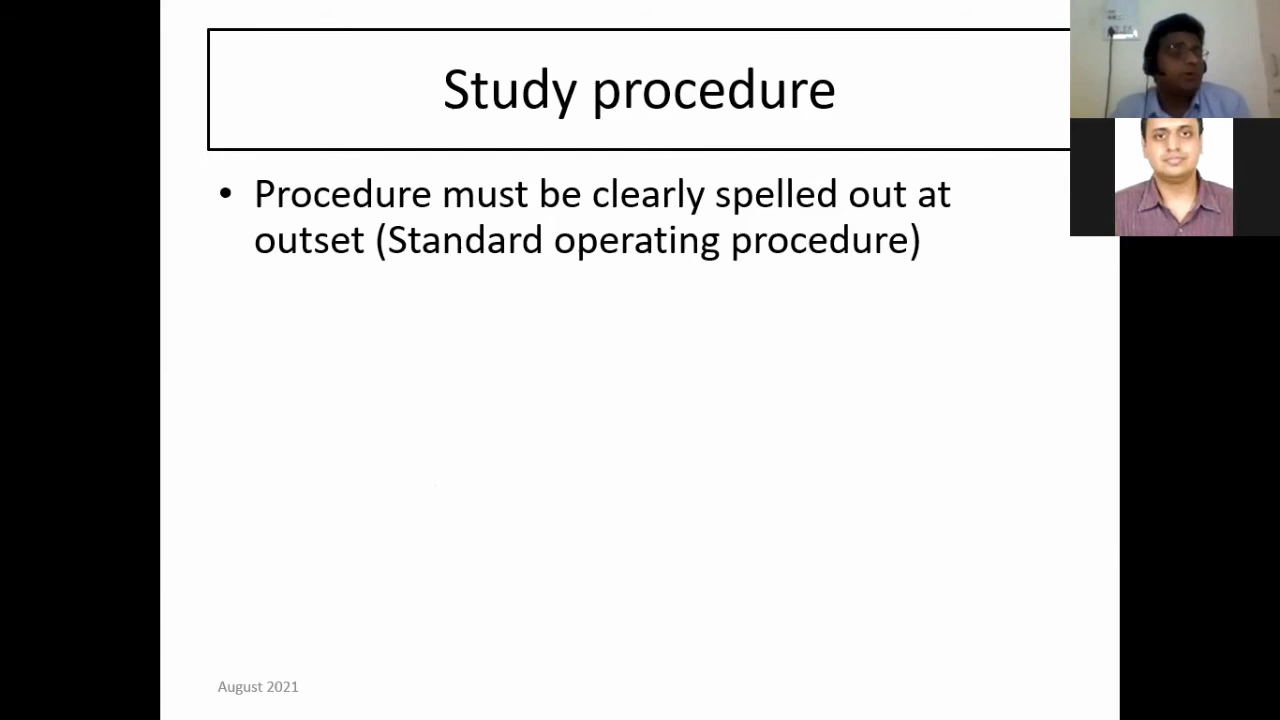 Study procedure
• Procedure must be clearly spelled out at
outset (Standard operating procedure)
August 2021